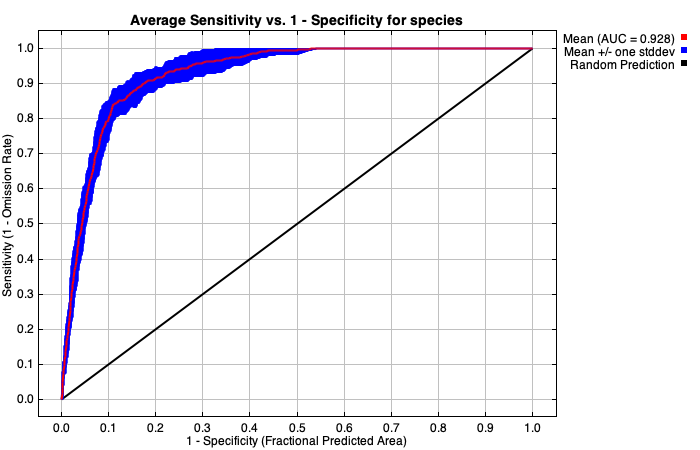 Average Sensitivity vs. 1 - Specificity for species
Mean (AUC = 0.928)
Mean +/- one stddev
Random Prediction
Sensitivity (1 - Omission Rate)
1.0
0.9
0.8
0.7
0.6
0.5
0.4
0.3
0.2
0.1
0.0
0.0 0.1 0.2 0.3 0.4 0.5 0.6 0.7 0.8 0.9 1.0
1 - Specificity (Fractional Predicted Area)